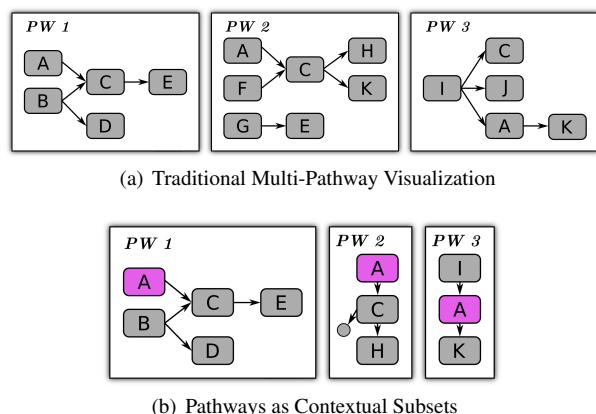 PW 1
PW 2
PW 3
A
A
H
C
C
C
E
I
J
B
F
K
D
G
E
A
K
(a) Traditional Multi-Pathway Visualization
PW 1
PW 2
PW 3
A
A
I
C
E
C
A
B
D
H
K
(b) Pathways as Contextual Subsets